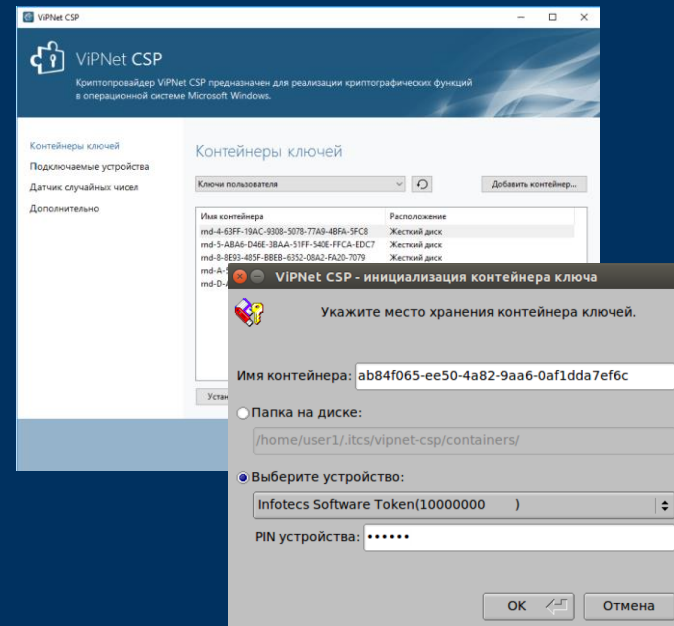 ViPNet CSP
ViPNet CSP
Криптопровайдер ViPNet CSP предназначен для реализации криптографических функций
в операционной системе Microsoft Windows.
Контейнеры ключей
Подключаемые устройства
Датчик случайных чисел
Дополнительно
Контейнеры ключей
Ключи пользователя
Добавить контейнер...
Имя контейнера Расположение
rnd-4-63FF-19AC-9308-5078-77A9-4BFA-5FC8 Жесткий диск
rnd-5-ABA6-D46E-3BAA-51FF-540E-FFCA-EDC7 Жесткий диск
rnd-8-8E93-485F-BBEB-6352-08A2-FA20-7079 Жесткий диск
ViPNet CSP - инициализация контейнера ключа
Укажите место хранения контейнера ключей.
Имя контейнера: ab84f065-ee50-4a82-9aa6-0af1dda7ef6c
Папка на диске:
/home/user1/.itcs/vipnet-csp/containers/
Выберите устройство:
Infotecs Software Token(10000000 )
PIN устройства: ••••••
OK Отмена